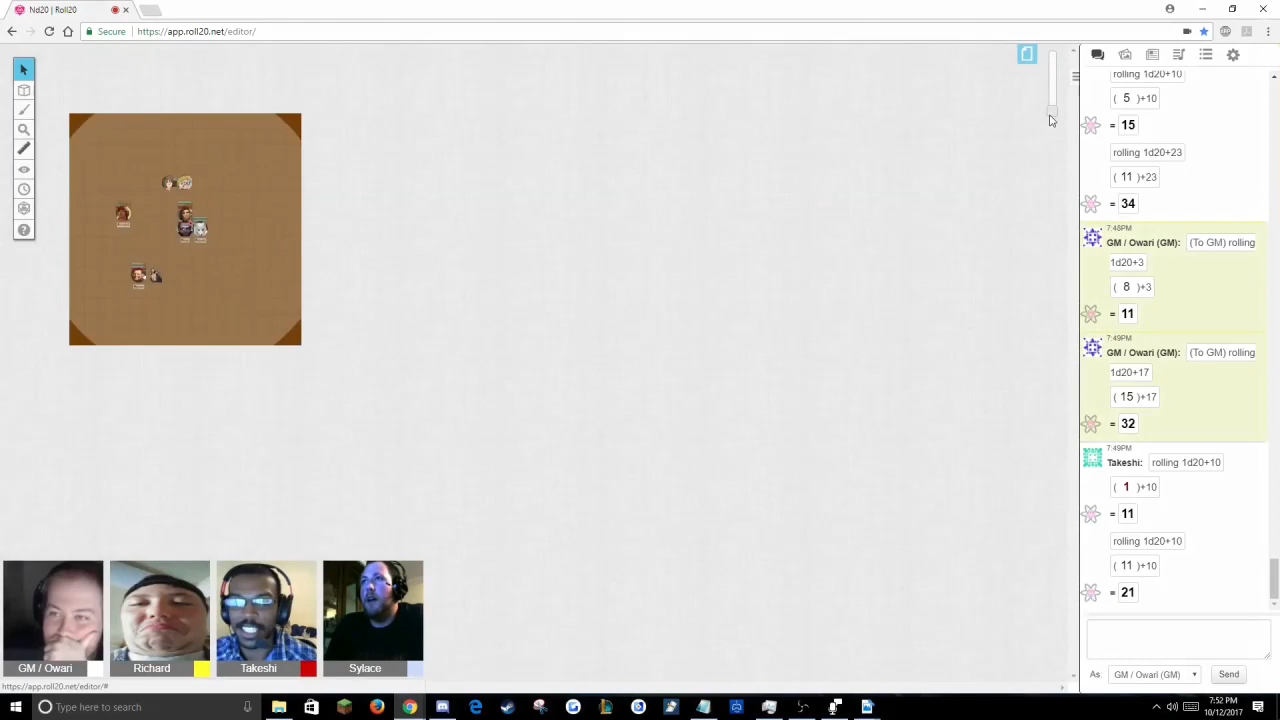 Nd20 | Roll20
Secure | https://app.roll20.net/editor/
rolling 1d20+10
( 5 )+10
= 15
rolling 1d20+23
( 11 )+23
= 34
7:48PM
GM / Owari (GM): (To GM) rolling
1d20+3
( 8 )+3
= 11
7:49PM
GM / Owari (GM): (To GM) rolling
1d20+17
( 15 )+17
= 32
7:49PM
Takeshi: rolling 1d20+10
( 1 )+10
= 11
rolling 1d20+10
( 11 )+10
= 21
GM / Owari
Richard
Takeshi
Sylace
As: GM / Owari (GM) Send
https://app.roll20.net/editor/#
Type here to search
7:52 PM
10/12/2017